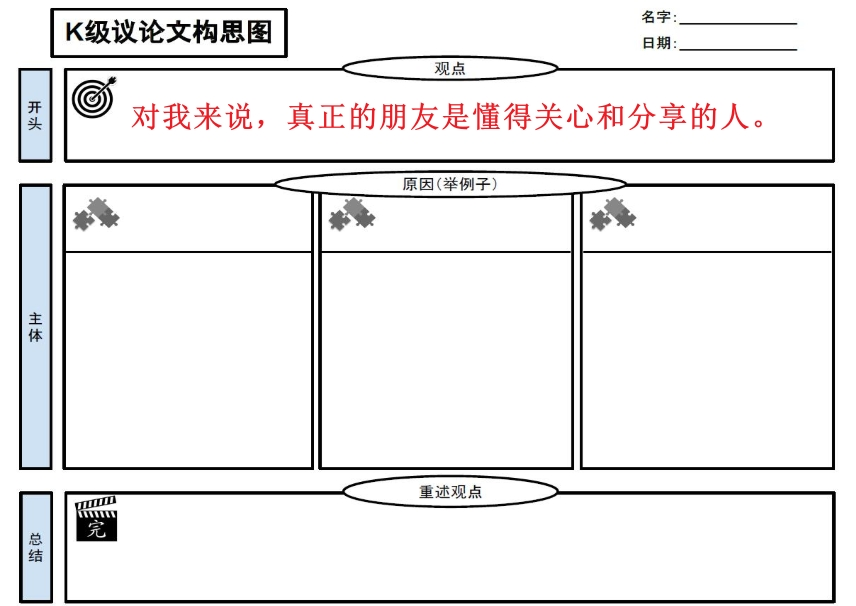 K级议论文构思图
名字：
日期：
观点
开头
对我来说，真正的朋友是懂得关心和分享的人。
原因（举例子）
主体
重述观点
总结
完